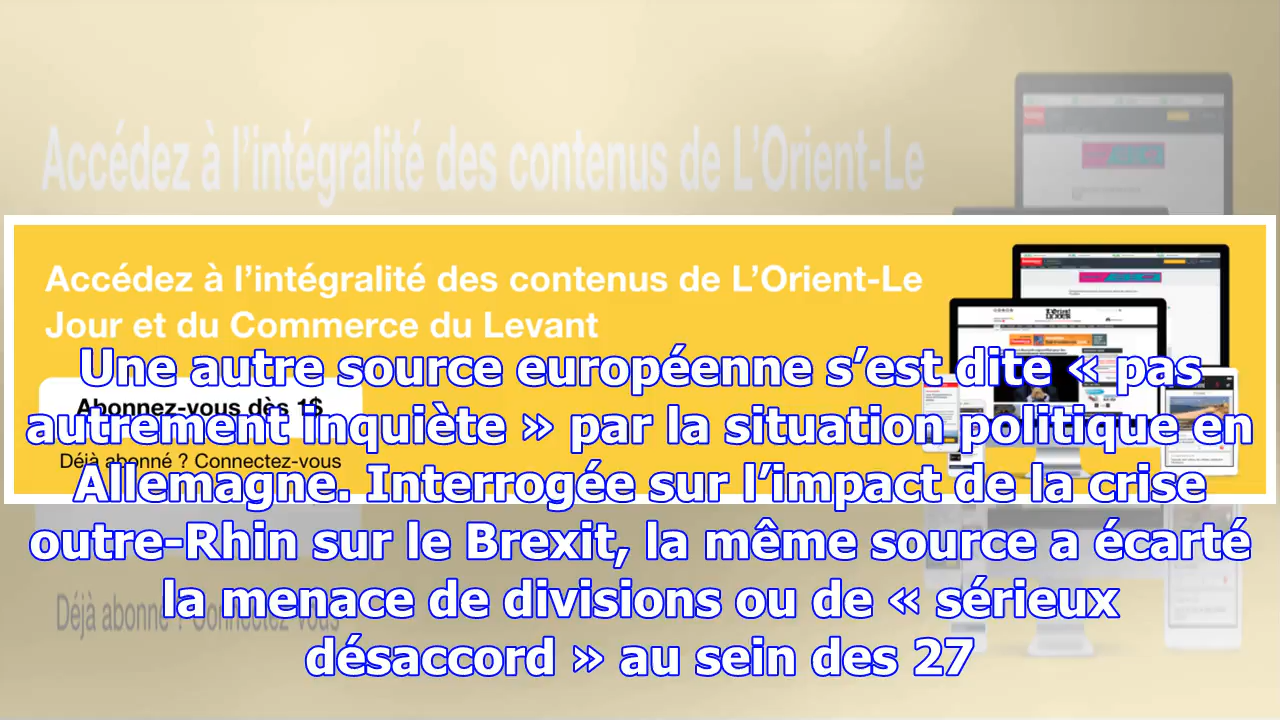 Accédez à l'intégralité des contenus de L'Orient-Le
Accédez à l'intégralité des contenus de L'Orient-Le
Jour et du Commerce du Levant
Abonnez-vous dès 1$
Déjà abonné ? Connectez-vous
Une autre source européenne s'est dite « pas
autrement inquiète » par la situation politique en
Allemagne. Interrogée sur l'impact de la crise
outre-Rhin sur le Brexit, la même source a écarté
la menace de divisions ou de « sérieux
désaccord » au sein des 27
Déjà abonné ? Connectez-vous